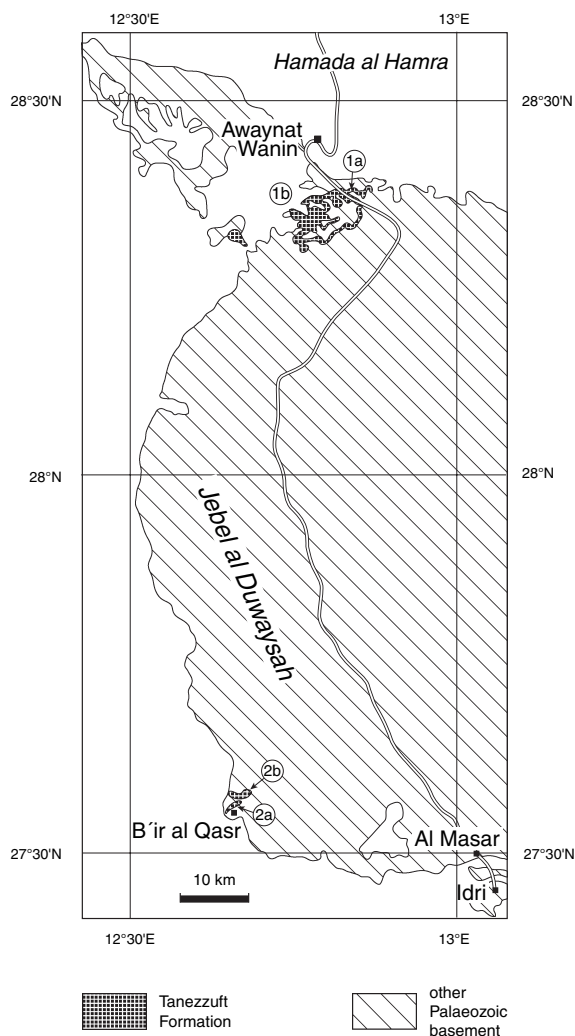 12°30'E
13°E
Hamada al Hamra
28°30'N
28°30'N
Awaynat
Wanin
1a
1b
28°N
28°N
Jebel al Duwaysah
2b
2a
B´ir al Qasr
Al Masar
27°30'N
27°30'N
10 km
Idri
12°30'E
13°E
Tanezzuft
Formation
other
Palaeozoic
basement